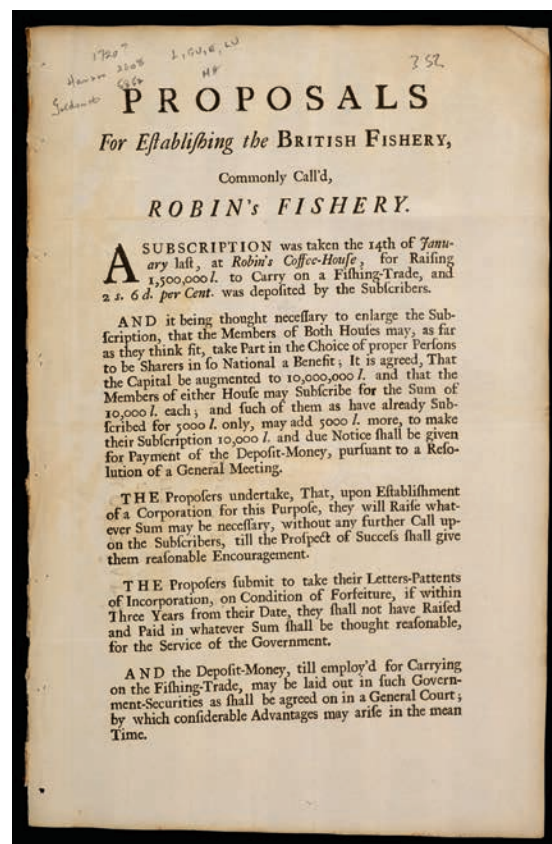 1720?
L, GU, E, LU
352
Hanson 2208
H#
5858
PROPOSALS
For Eſtabliſhing the BRITISH FISHERY,
Commonly Call'd,
ROBIN's FISHERY.
A SUBSCRIPTION was taken the 14th of Janu-
ary laſt, at Robin's Coffee-Houſe, for Raiſing
1,500,000 l. to Carry on a Fiſhing-Trade, and
2 s. 6 d. per Cent. was depoſited by the Subſcribers.
AND it being thought neceſſary to enlarge the Sub-
ſcription, that the Members of Both Houſes may, as far
as they think fit, take Part in the Choice of proper Perſons
to be Sharers in ſo National a Benefit; It is agreed, That
the Capital be augmented to 10,000,000 l. and that the
Members of either Houſe may Subſcribe for the Sum of
10,000 l. each; and ſuch of them as have already Sub-
ſcribed for 5000 l. only, may add 5000 l. more, to make
their Subſcription 10,000 l. and due Notice ſhall be given
for Payment of the Depoſit-Money, purſuant to a Reſo-
lution of a General Meeting.
THE Propoſers undertake, That, upon Eſtabliſhment
of a Corporation for this Purpoſe, they will Raiſe what-
ever Sum may be neceſſary, without any further Call up-
on the Subſcribers, till the Proſpect of Succeſs ſhall give
them reaſonable Encouragement.
THE Propoſers ſubmit to take their Letters-Pattents
of Incorporation, on Condition of Forfeiture, if within
Three Years from their Date, they ſhall not have Raiſed
and Paid in whatever Sum ſhall be thought reaſonable,
for the Service of the Government.
AND the Depoſit-Money, till employ'd for Carrying
on the Fiſhing-Trade, may be laid out in ſuch Govern-
ment-Securities as ſhall be agreed on in a General Court;
by which conſiderable Advantages may ariſe in the mean
Time.